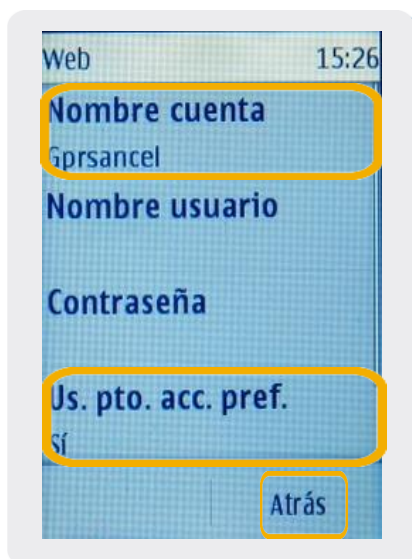 Web 15:26
Nombre cuenta
Gprsancel
Nombre usuario
Contraseña
Us. pto. acc. pref.
Sí
Atrás